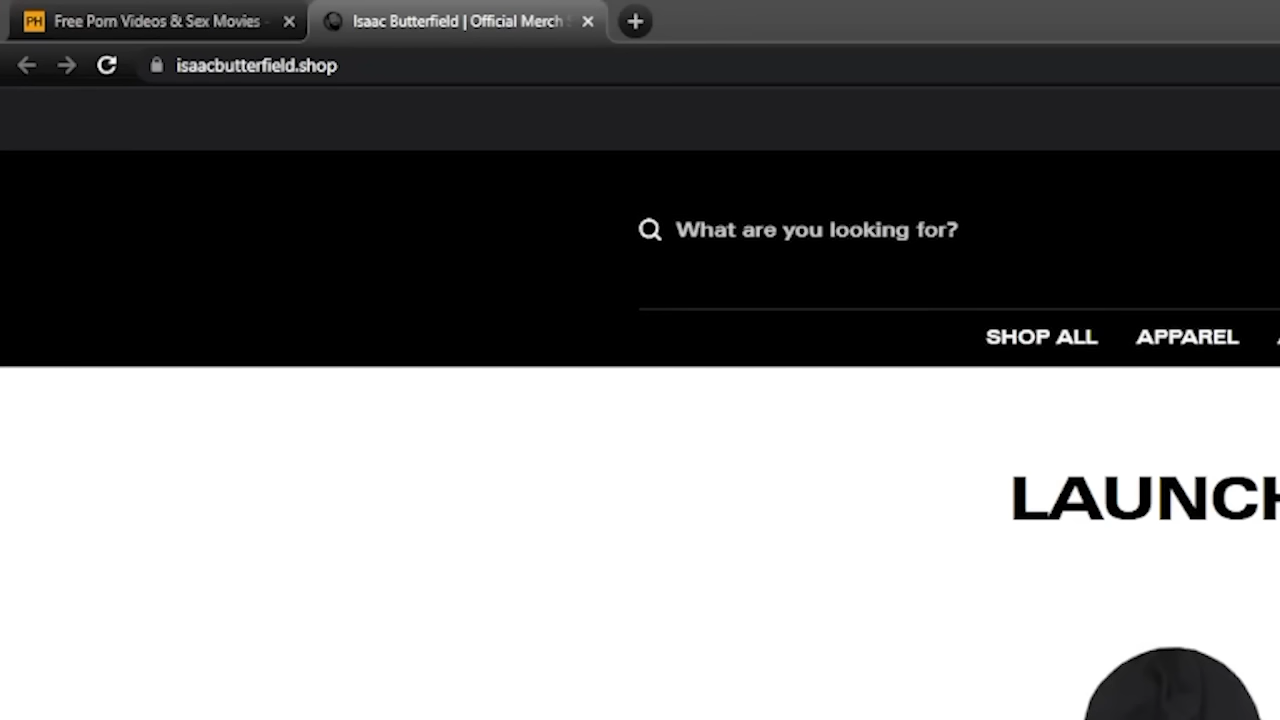 PH Free Porn Videos & Sex Movies
Isaac Butterfield | Official Merch
isaacbutterfield.shop
What are you looking for?
SHOP ALL APPAREL
LAUNCH